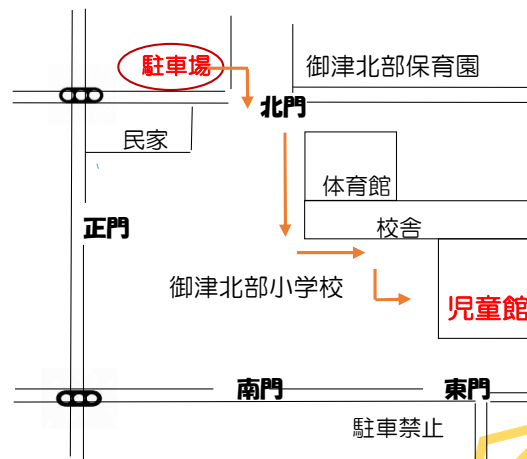 駐車場
御津北部保育園
北門
民家
体育館
校舎
正門
御津北部小学校
児童館
南門
東門
駐車禁止